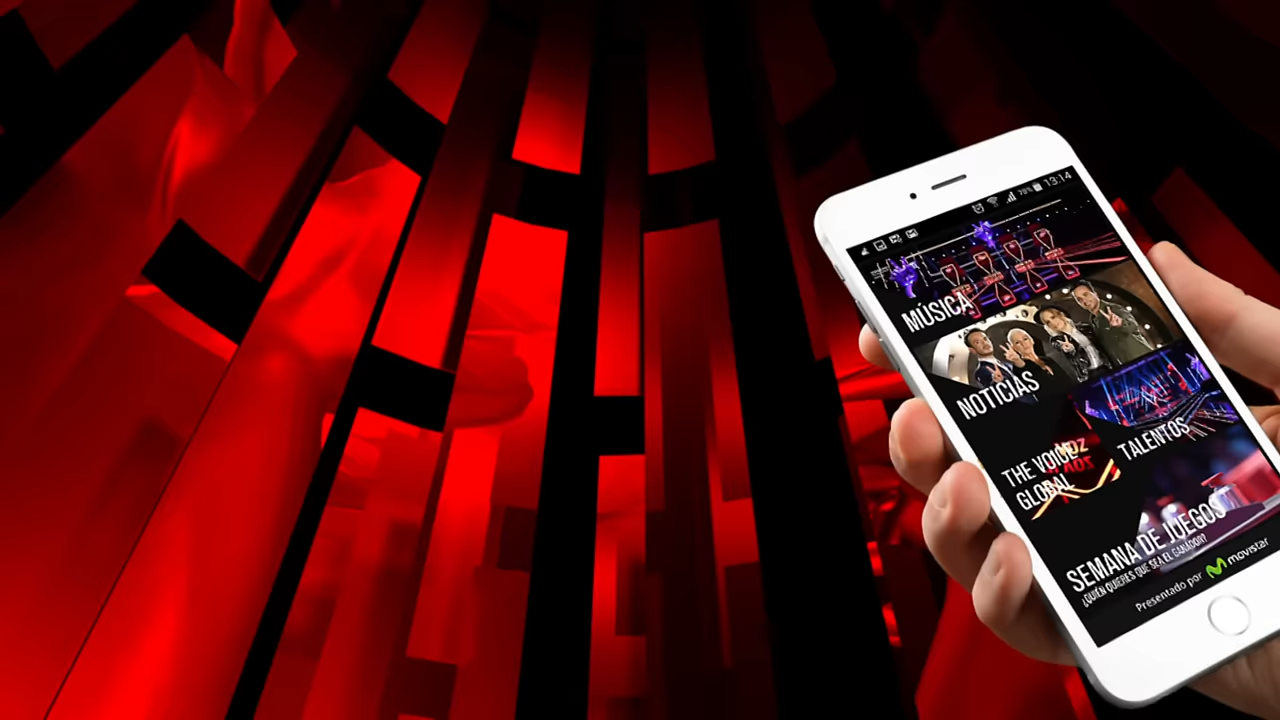 78% 13:14
MÚSICA
NOTICIAS
TALENTOS
THE VOICE
GLOBAL
SEMANA DE JUEGOS
¿QUIÉN QUIERES QUE SEA EL GANADOR?
Presentado por movistar